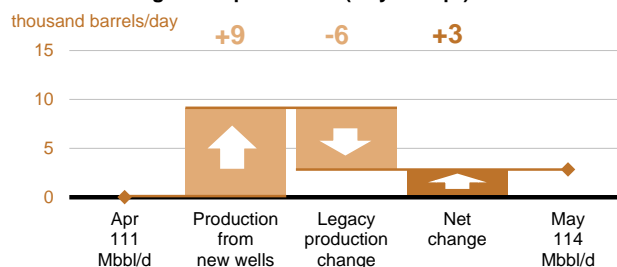 thousand barrels/day
+9 -6 +3
15
10
5
0
Apr Production Legacy Net May
111 from production change 114
Mbbl/d new wells change Mbbl/d